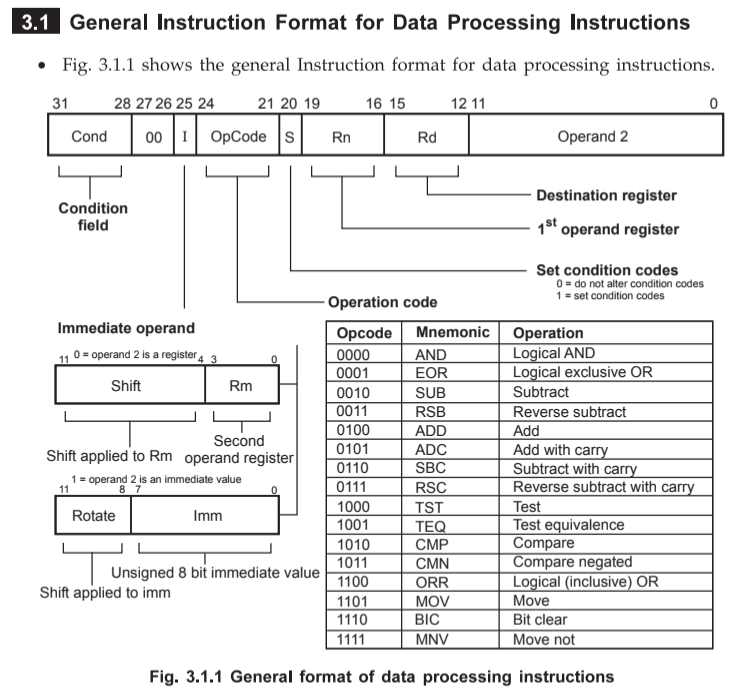 3.1 General Instruction Format for Data Processing Instructions
• Fig. 3.1.1 shows the general Instruction format for data processing instructions.
31 28 27 26 25 24 21 20 19 16 15 12 11 0
Cond 00 I OpCode S Rn Rd Operand 2
Condition
field
Destination register
1st operand register
Set condition codes
0 = do not alter condition codes
1 = set condition codes
Operation code
Immediate operand
0 = operand 2 is a register
11 4 3 0
Shift Rm
Shift applied to Rm
Second
operand register
1 = operand 2 is an immediate value
11 8 7 0
Rotate Imm
Unsigned 8 bit immediate value
Shift applied to imm
Opcode Mnemonic Operation
0000 AND Logical AND
0001 EOR Logical exclusive OR
0010 SUB Subtract
0011 RSB Reverse subtract
0100 ADD Add
0101 ADC Add with carry
0110 SBC Subtract with carry
0111 RSC Reverse subtract with carry
1000 TST Test
1001 TEQ Test equivalence
1010 CMP Compare
1011 CMN Compare negated
1100 ORR Logical (inclusive) OR
1101 MOV Move
1110 BIC Bit clear
1111 MNV Move not
Fig. 3.1.1 General format of data processing instructions